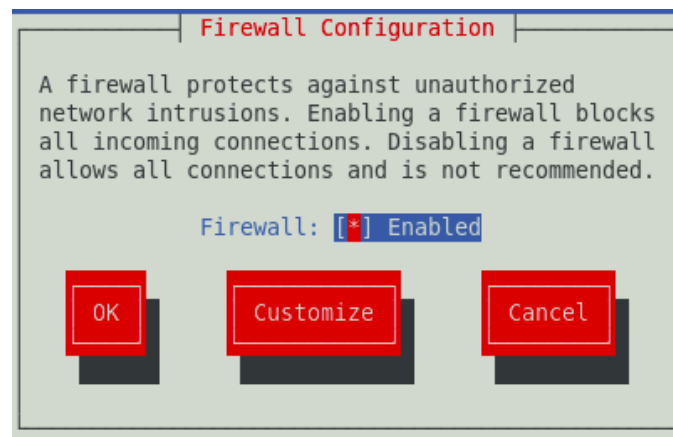 Firewall Configuration
A firewall protects against unauthorized
network intrusions. Enabling a firewall blocks
all incoming connections. Disabling a firewall
allows all connections and is not recommended.
Firewall: [*] Enabled
OK Customize Cancel